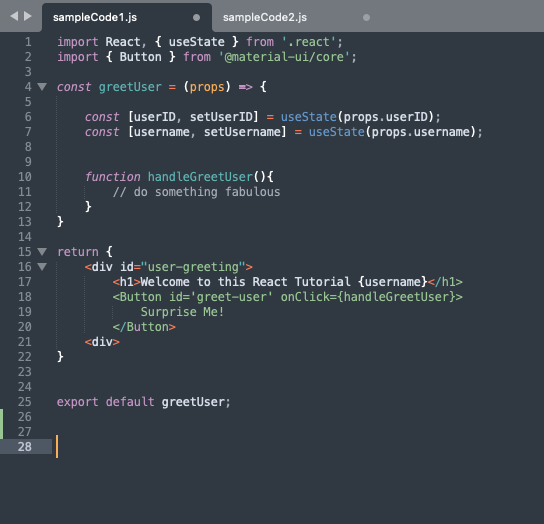 sampleCode1.js
sampleCode2.js
1 import React, { useState } from '.react';
2 import { Button } from '@material-ui/core';
3
4 const greetUser = (props) => {
5
6 const [userID, setUserID] = useState(props.userID);
7 const [username, setUsername] = useState(props.username);
8
9
10 function handleGreetUser(){
11 // do something fabulous
12 }
13 }
14
15 return {
16 <div id="user-greeting">
17 <h1>Welcome to this React Tutorial {username}</h1>
18 <Button id='greet-user' onClick={handleGreetUser}>
19 Surprise Me!
20 </Button>
21 <div>
22 }
23
24
25 export default greetUser;
26
27
28